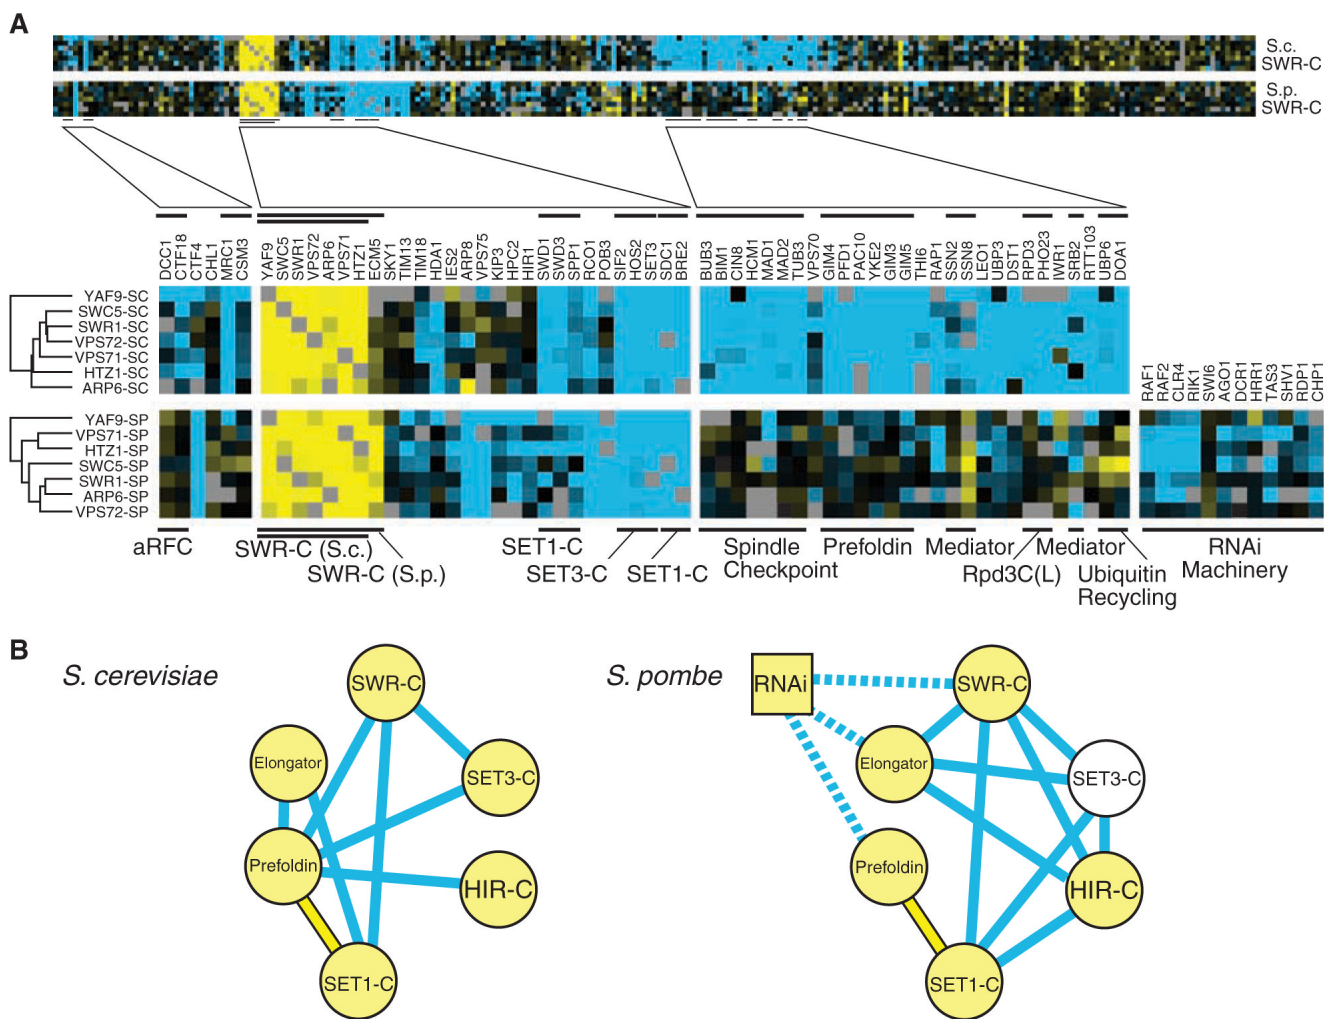 A
S.c.
SWR-C
S.p.
SWR-C
DCC1
CTF18
CTF4
CHL1
MRC1
CSM3
YAF9
SWC5
SWR1
VPS72
ARP6
VPS71
HTZ1
ECM5
SKY1
TIM13
TIM18
HDA1
IES2
ARP8
VPS75
KIP3
HPC2
HIR1
SWD1
SWD3
SPP1
RCO1
POB3
SIF2
HOS2
SET3
SDC1
BRE2
BUB3
BIM1
CIN8
HCM1
MAD1
MAD2
TUB3
VPS70
GIM4
PFD1
PAC10
YKE2
GIM3
GIM5
THI6
RAP1
SSN2
SSN8
LEO1
UBP3
DST1
RPD3
PHO23
IWR1
SRB2
RTT103
UBP6
DOA1
RAF1
RAF2
CLR4
RIK1
SWI6
AGO1
DCR1
HRR1
TAS3
SHV1
RDP1
CHP1
YAF9-SC
SWC5-SC
SWR1-SC
VPS72-SC
VPS71-SC
HTZ1-SC
ARP6-SC
YAF9-SP
VPS71-SP
HTZ1-SP
SWC5-SP
SWR1-SP
ARP6-SP
VPS72-SP
aRFC
SWR-C (S.c.)
SWR-C (S.p.)
SET1-C
SET3-C
SET1-C
Spindle
Checkpoint
Prefoldin
Mediator
Rpd3C(L)
Mediator
Ubiquitin
Recycling
RNAi
Machinery
B
S. cerevisiae
SWR-C
Elongator
SET3-C
Prefoldin
HIR-C
SET1-C
S. pombe
RNAi
SWR-C
Elongator
SET3-C
Prefoldin
HIR-C
SET1-C